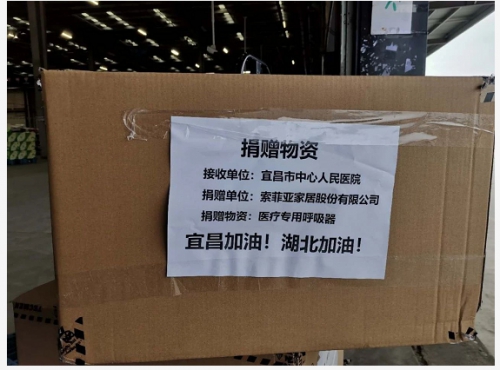 捐赠物资
接收单位：宜昌市中心人民医院
捐赠单位：索菲亚家居股份有限公司
捐赠物资：医疗专用呼吸器
宜昌加油！湖北加油！